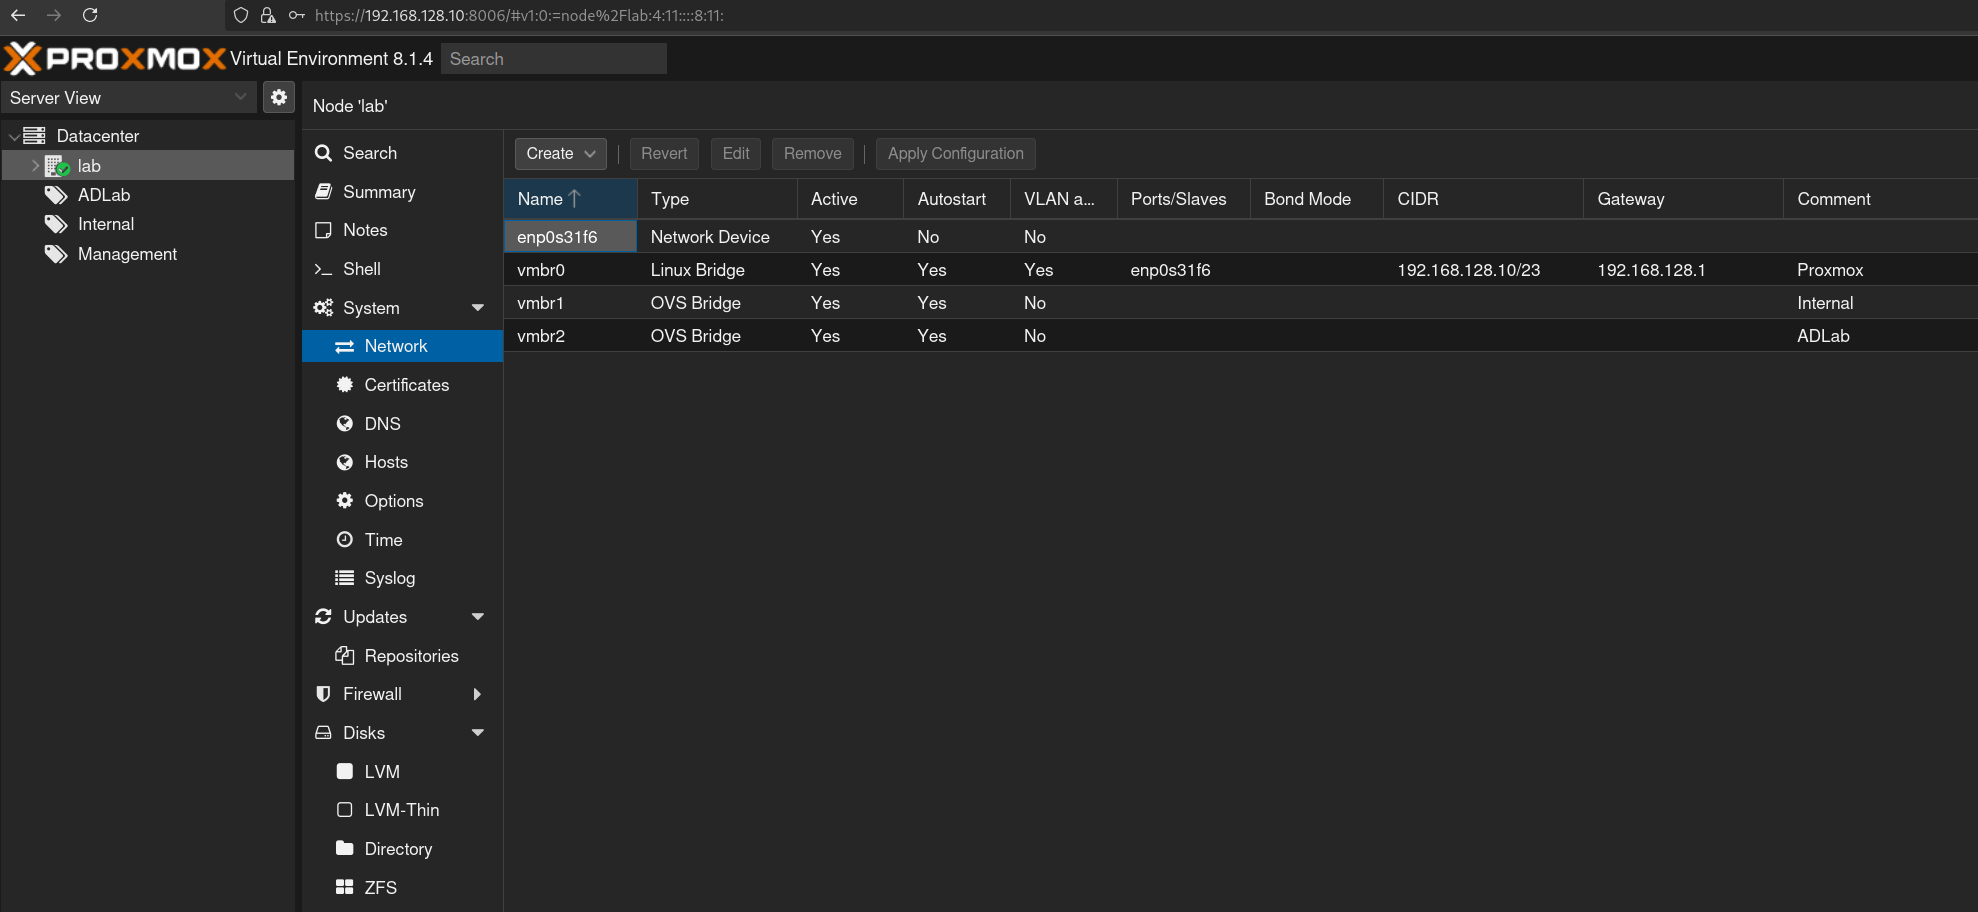 https://192.168.128.10:8006/#v1:0:=node%2Flab:4:11::::8:11:
PROXMOX Virtual Environment 8.1.4 Search
Server View
Datacenter
lab
ADLab
Internal
Management
Node 'lab'
Search
Summary
Notes
Shell
System
Network
Certificates
DNS
Hosts
Options
Time
Syslog
Updates
Repositories
Firewall
Disks
LVM
LVM-Thin
Directory
ZFS
Create Revert Edit Remove Apply Configuration
Name Type Active Autostart VLAN a... Ports/Slaves Bond Mode CIDR Gateway Comment
enp0s31f6 Network Device Yes No No
vmbr0 Linux Bridge Yes Yes Yes enp0s31f6 192.168.128.10/23 192.168.128.1 Proxmox
vmbr1 OVS Bridge Yes Yes No Internal
vmbr2 OVS Bridge Yes Yes No ADLab